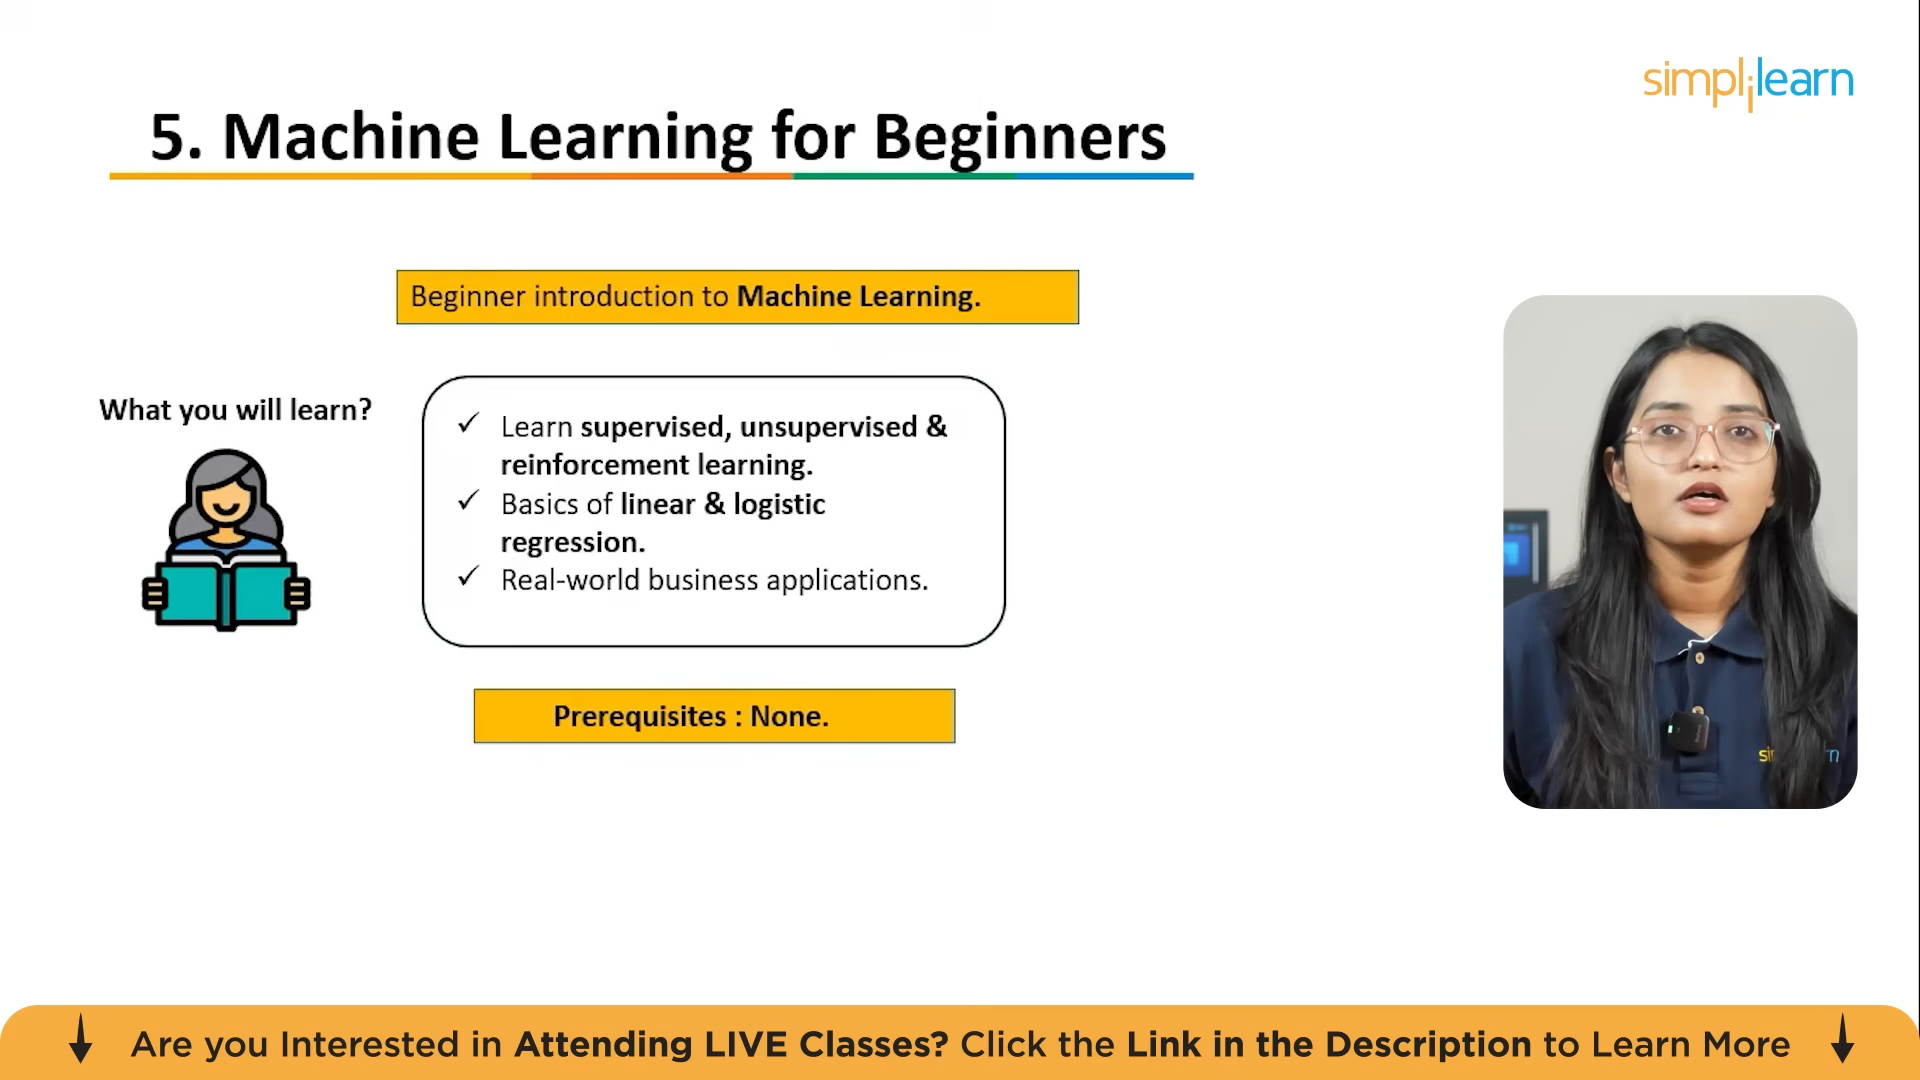 simplilearn
5. Machine Learning for Beginners
Beginner introduction to Machine Learning.
What you will learn?
✓ Learn supervised, unsupervised &
reinforcement learning.
✓ Basics of linear & logistic
regression.
✓ Real-world business applications.
Prerequisites : None.
Are you Interested in Attending LIVE Classes? Click the Link in the Description to Learn More